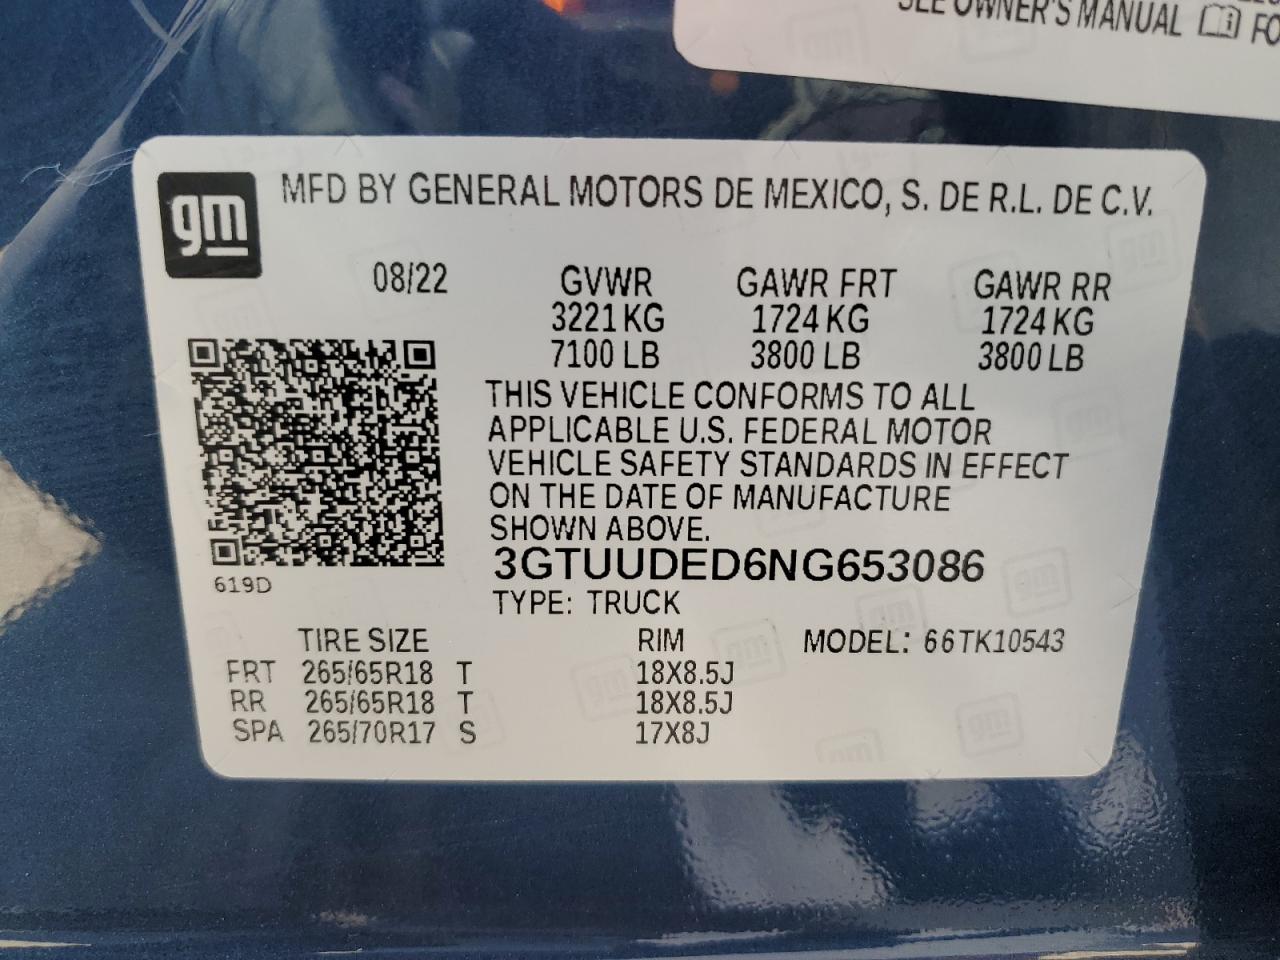 SEE OWNER'S MANUAL FO
gm
MFD BY GENERAL MOTORS DE MEXICO, S. DE R.L. DE C.V.
08/22 GVWR GAWR FRT GAWR RR
3221 KG 1724 KG 1724 KG
7100 LB 3800 LB 3800 LB
THIS VEHICLE CONFORMS TO ALL
APPLICABLE U.S. FEDERAL MOTOR
VEHICLE SAFETY STANDARDS IN EFFECT
ON THE DATE OF MANUFACTURE
SHOWN ABOVE.
3GTUUDED6NG653086
619D
TYPE: TRUCK
TIRE SIZE RIM MODEL: 66TK10543
FRT 265/65R18 T 18X8.5J
RR 265/65R18 T 18X8.5J
SPA 265/70R17 S 17X8J